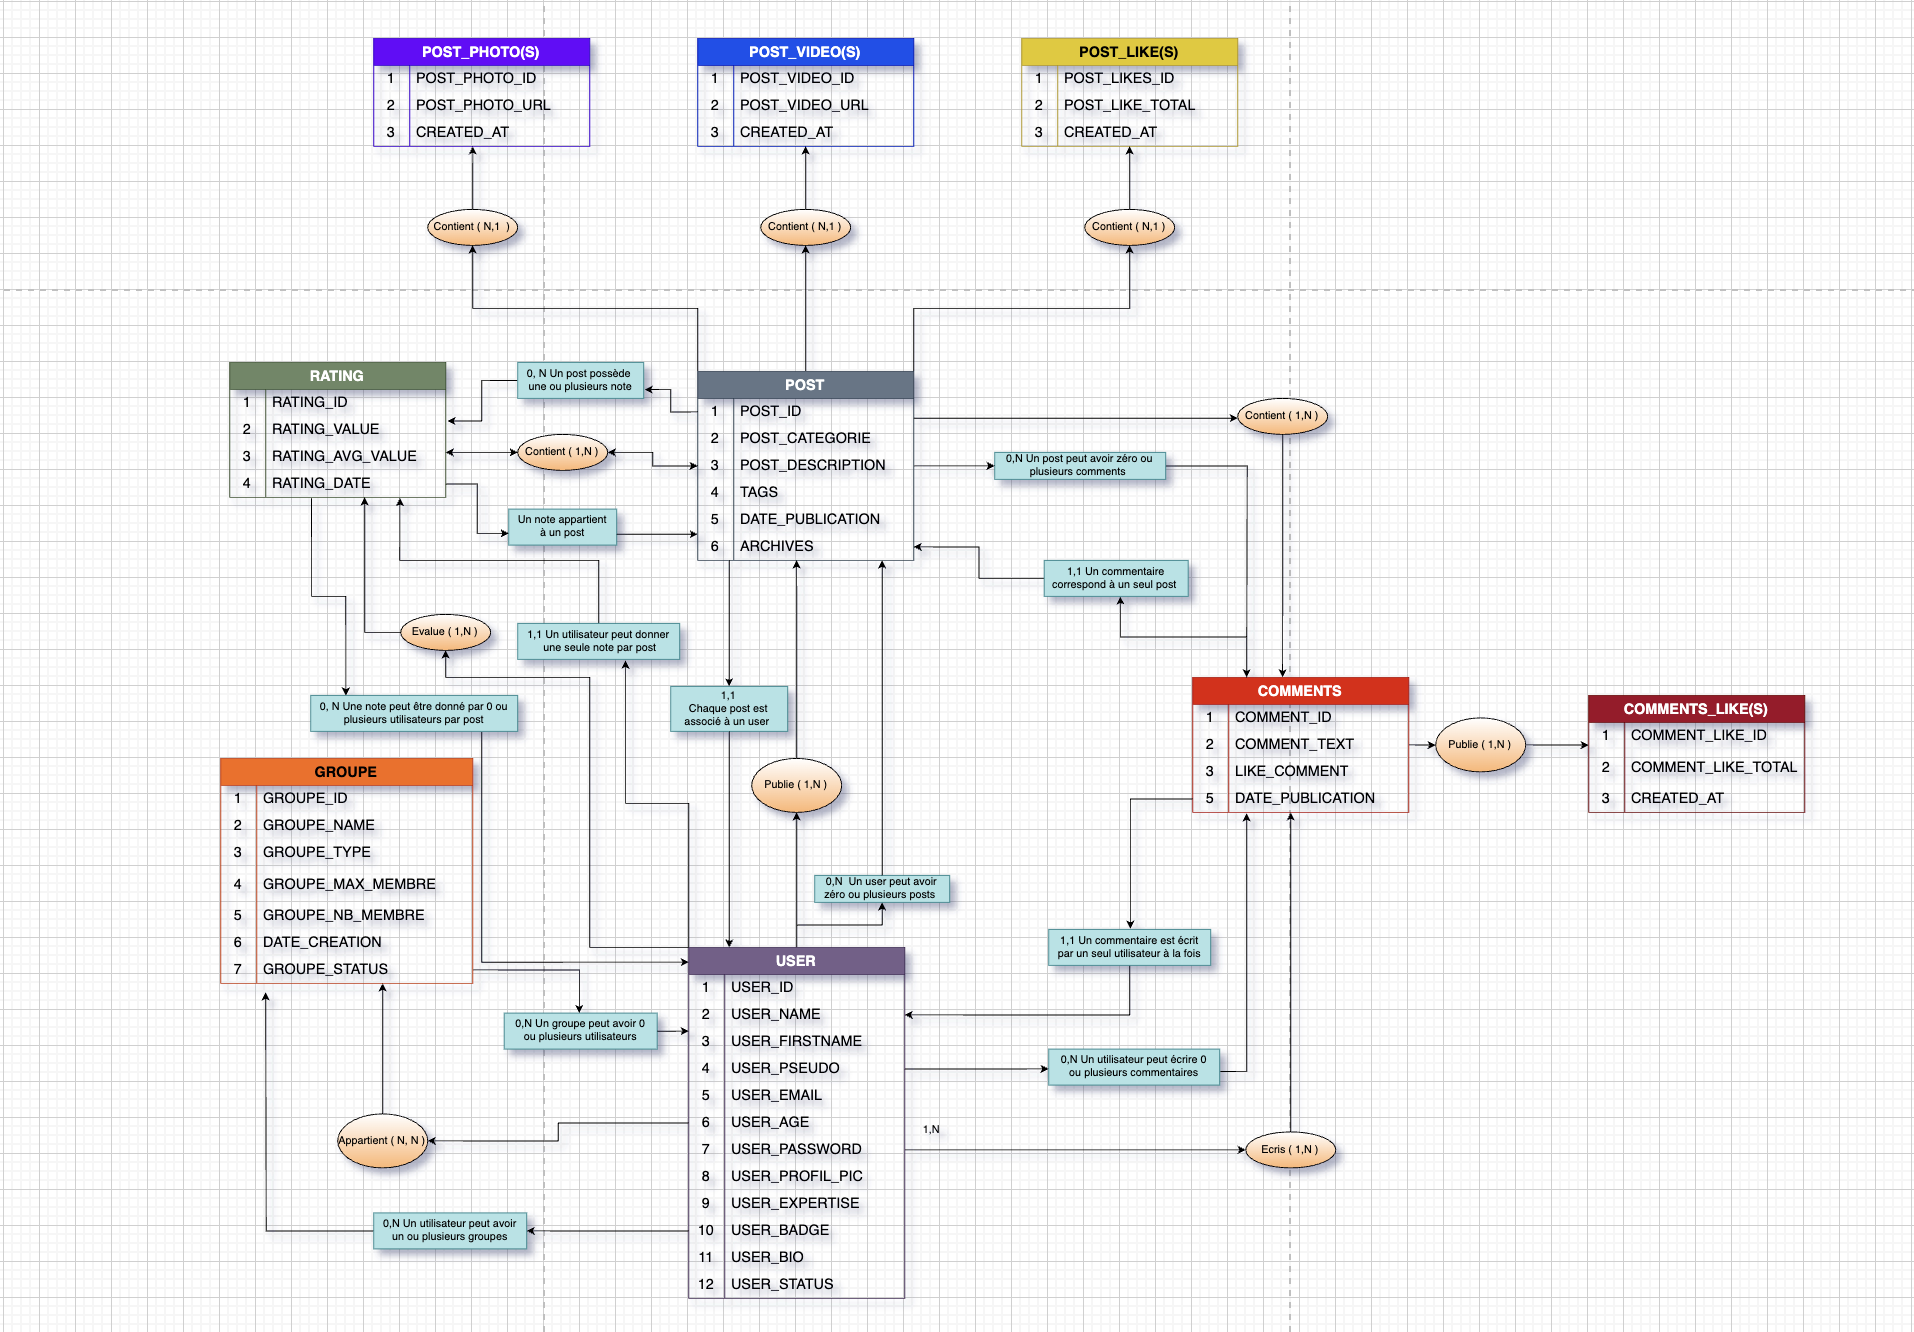 POST_PHOTO(S)
1 POST_PHOTO_ID
2 POST_PHOTO_URL
3 CREATED_AT
POST_VIDEO(S)
1 POST_VIDEO_ID
2 POST_VIDEO_URL
3 CREATED_AT
POST_LIKE(S)
1 POST_LIKES_ID
2 POST_LIKE_TOTAL
3 CREATED_AT
Contient ( N,1 )
Contient ( N,1 )
Contient ( N,1 )
RATING
1 RATING_ID
2 RATING_VALUE
3 RATING_AVG_VALUE
4 RATING_DATE
0, N Un post possède
une ou plusieurs note
Contient ( 1,N )
Un note appartient
à un post
POST
1 POST_ID
2 POST_CATEGORIE
3 POST_DESCRIPTION
4 TAGS
5 DATE_PUBLICATION
6 ARCHIVES
Contient ( 1,N )
0,N Un post peut avoir zéro ou
plusieurs comments
1,1 Un commentaire
correspond à un seul post
Evalue ( 1,N )
1,1 Un utilisateur peut donner
une seule note par post
0, N Une note peut être donné par 0 ou
plusieurs utilisateurs par post
1,1
Chaque post est
associé à un user
Publie ( 1,N )
0,N Un user peut avoir
zéro ou plusieurs posts
COMMENTS
1 COMMENT_ID
2 COMMENT_TEXT
3 LIKE_COMMENT
5 DATE_PUBLICATION
Publie ( 1,N )
COMMENTS_LIKE(S)
1 COMMENT_LIKE_ID
2 COMMENT_LIKE_TOTAL
3 CREATED_AT
GROUPE
1 GROUPE_ID
2 GROUPE_NAME
3 GROUPE_TYPE
4 GROUPE_MAX_MEMBRE
5 GROUPE_NB_MEMBRE
6 DATE_CREATION
7 GROUPE_STATUS
0,N Un groupe peut avoir 0
ou plusieurs utilisateurs
Appartient ( N, N )
0,N Un utilisateur peut avoir
un ou plusieurs groupes
USER
1 USER_ID
2 USER_NAME
3 USER_FIRSTNAME
4 USER_PSEUDO
5 USER_EMAIL
6 USER_AGE
7 USER_PASSWORD
8 USER_PROFIL_PIC
9 USER_EXPERTISE
10 USER_BADGE
11 USER_BIO
12 USER_STATUS
1,1 Un commentaire est écrit
par un seul utilisateur à la fois
0,N Un utilisateur peut écrire 0
ou plusieurs commentaires
1,N
Ecris ( 1,N )